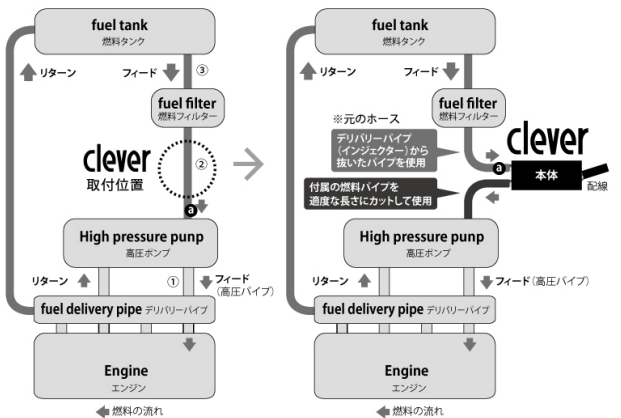 fuel tank
燃料タンク
リターン
フィード
③
fuel filter
燃料フィルター
clever
取付位置
②
a
High pressure punp
高圧ポンプ
リターン
①
フィード
(高圧パイプ)
fuel delivery pipe デリバリーパイプ
Engine
エンジン
燃料の流れ
fuel tank
燃料タンク
リターン
フィード
fuel filter
燃料フィルター
※元のホース
デリバリーパイプ
(インジェクター)から
抜いたパイプを使用
clever
a
本体
配線
付属の燃料パイプを
適度な長さにカットして使用
High pressure punp
高圧ポンプ
リターン
フィード(高圧パイプ)
fuel delivery pipe デリバリーパイプ
Engine
エンジン
燃料の流れ